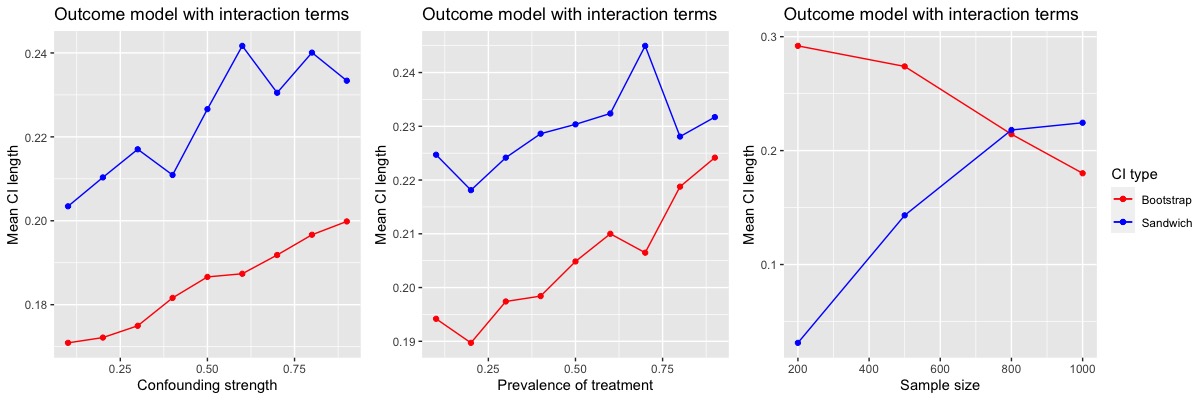 Outcome model with interaction terms
Mean CI length
0.24
0.22
0.20
0.18
0.25
0.50
0.75
Confounding strength
Outcome model with interaction terms
Mean CI length
0.24
0.23
0.22
0.21
0.20
0.19
0.25
0.50
0.75
Prevalence of treatment
Outcome model with interaction terms
Mean CI length
0.3
0.2
0.1
200
400
600
800
1000
Sample size
CI type
Bootstrap
Sandwich